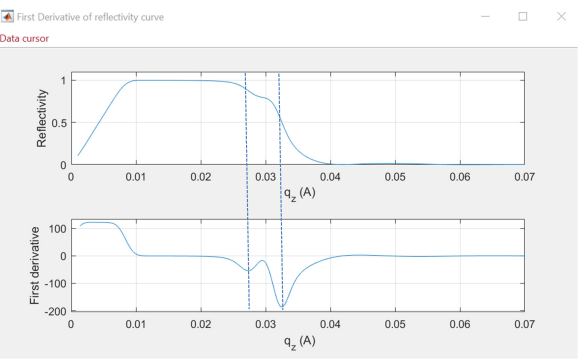 First Derivative of reflectivity curve
Data cursor
Reflectivity
1
0.5
0
0 0.01 0.02 0.03 0.04 0.05 0.06 0.07
q_z (A)
First derivative
100
0
-100
-200
0 0.01 0.02 0.03 0.04 0.05 0.06 0.07
q_z (A)